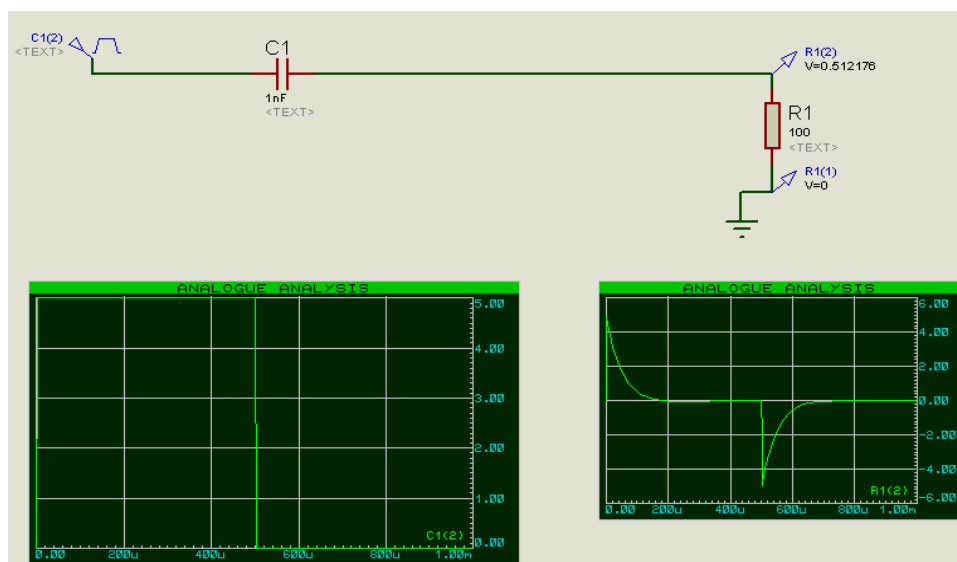 C1(2)
<TEXT>
C1
1nF
<TEXT>
R1(2)
V=0.512176
R1
100
<TEXT>
R1(1)
V=0
ANALOGUE ANALYSIS
5.00
4.00
3.00
2.00
1.00
0.00
C1(2)
0.00 200u 400u 600u 800u 1.00m
ANALOGUE ANALYSIS
6.00
4.00
2.00
0.00
-2.00
-4.00
-6.00
R1(2)
0.00 200u 400u 600u 800u 1.00m